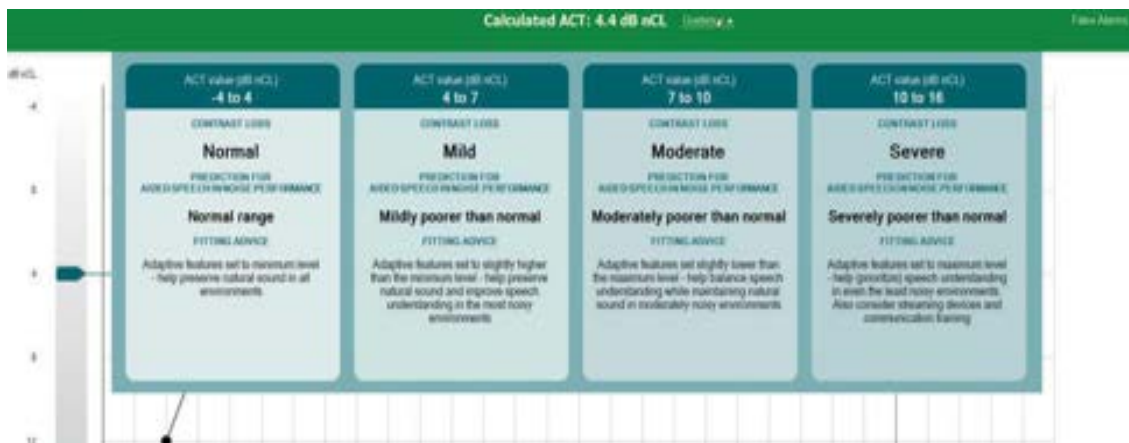 Calculated ACT: 4.4 dB nCL
False Alarms
dB nCL
-4
ACT value (dB nCL)
-4 to 4
CONTRAST LOSS
Normal
PREDICTION FOR
AIDED SPEECH IN NOISE PERFORMANCE
Normal range
FITTING ADVICE
Adaptive features set to minimum level
- help preserve natural sound in all
environments
ACT value (dB nCL)
4 to 7
CONTRAST LOSS
Mild
PREDICTION FOR
AIDED SPEECH IN NOISE PERFORMANCE
Mildly poorer than normal
FITTING ADVICE
Adaptive features set to slightly higher
than the minimum level - help preserve
natural sound and improve speech
understanding in the most noisy
environments
ACT value (dB nCL)
7 to 10
CONTRAST LOSS
Moderate
PREDICTION FOR
AIDED SPEECH IN NOISE PERFORMANCE
Moderately poorer than normal
FITTING ADVICE
Adaptive features set slightly lower than
the maximum level - help balance speech
understanding while maintaining natural
sound in moderately noisy environments
ACT value (dB nCL)
10 to 16
CONTRAST LOSS
Severe
PREDICTION FOR
AIDED SPEECH IN NOISE PERFORMANCE
Severely poorer than normal
FITTING ADVICE
Adaptive features set to maximum level
- help (prioritize) speech understanding
in even the least noisy environments.
Also consider streaming devices and
communication training